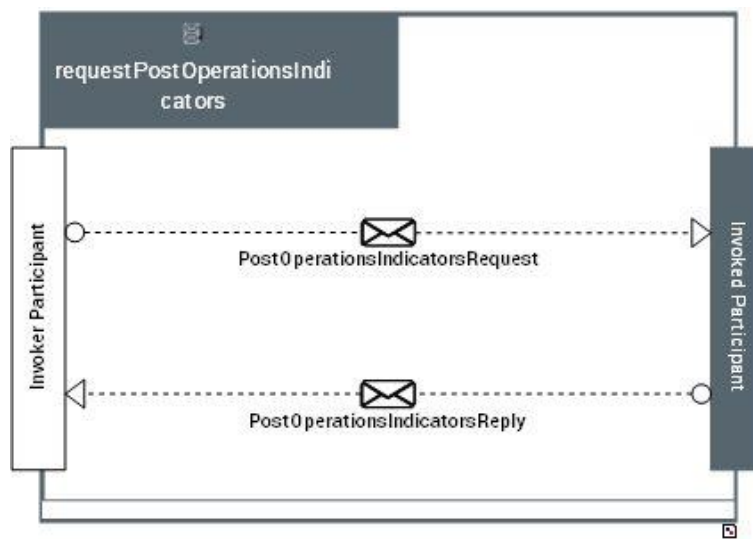 requestPostOperationsIndi
cators
Invoker Participant
Invoked Participant
PostOperationsIndicatorsRequest
PostOperationsIndicatorsReply